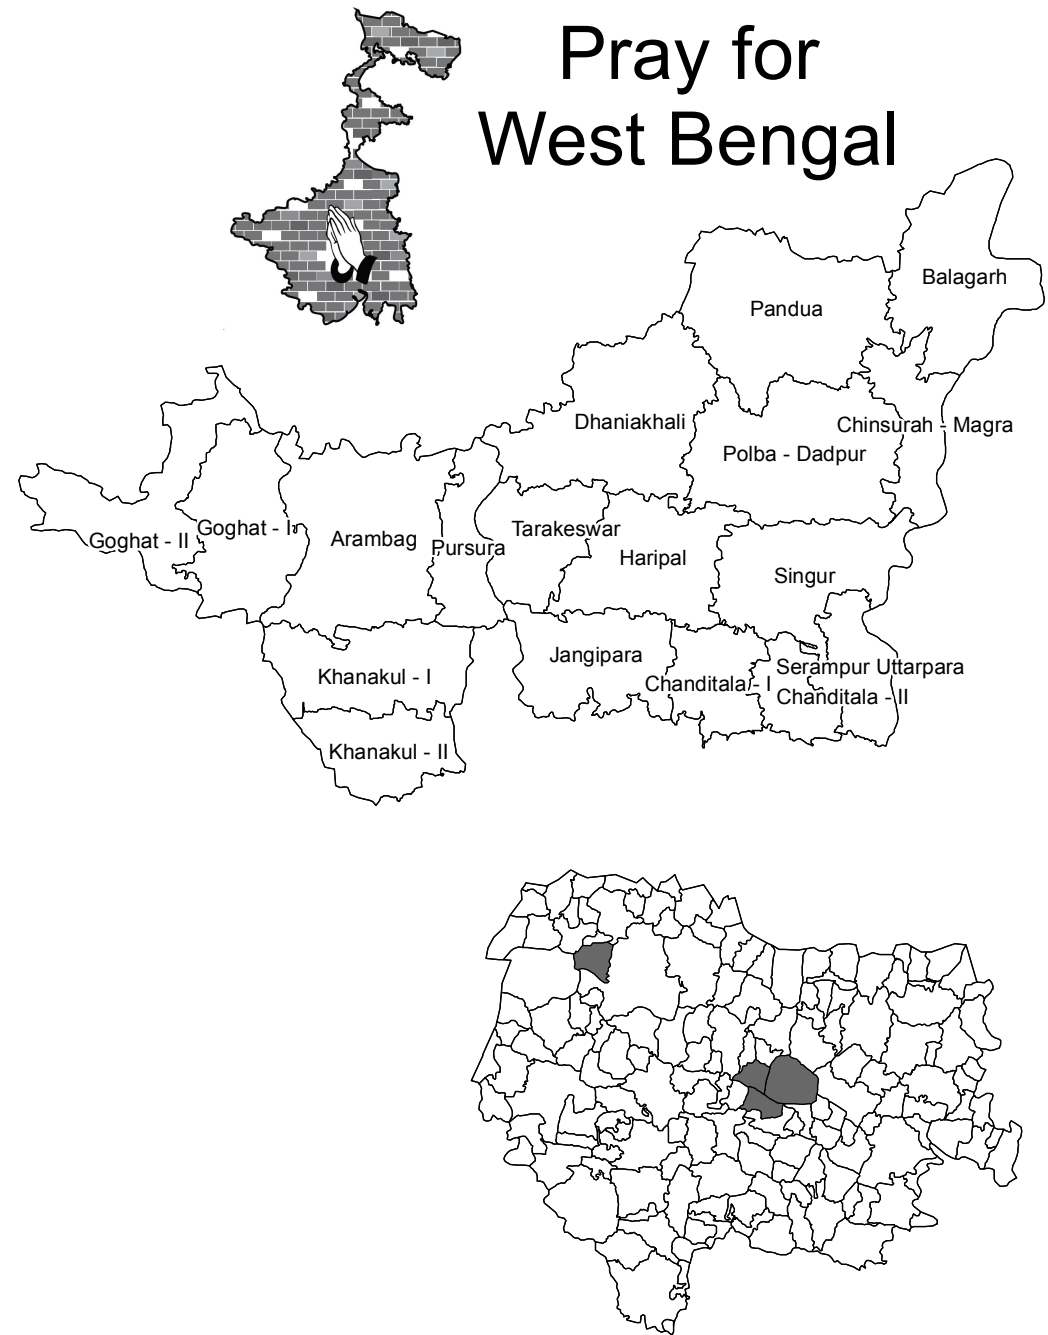 Pray for
West Bengal
Balagarh
Pandua
Dhaniakhali
Chinsurah - Magra
Polba - Dadpur
Goghat - II
Goghat - I
Arambag
Pursura
Tarakeswar
Haripal
Singur
Jangipara
Khanakul - I
Chanditala - I
Serampur Uttarpara
Chanditala - II
Khanakul - II